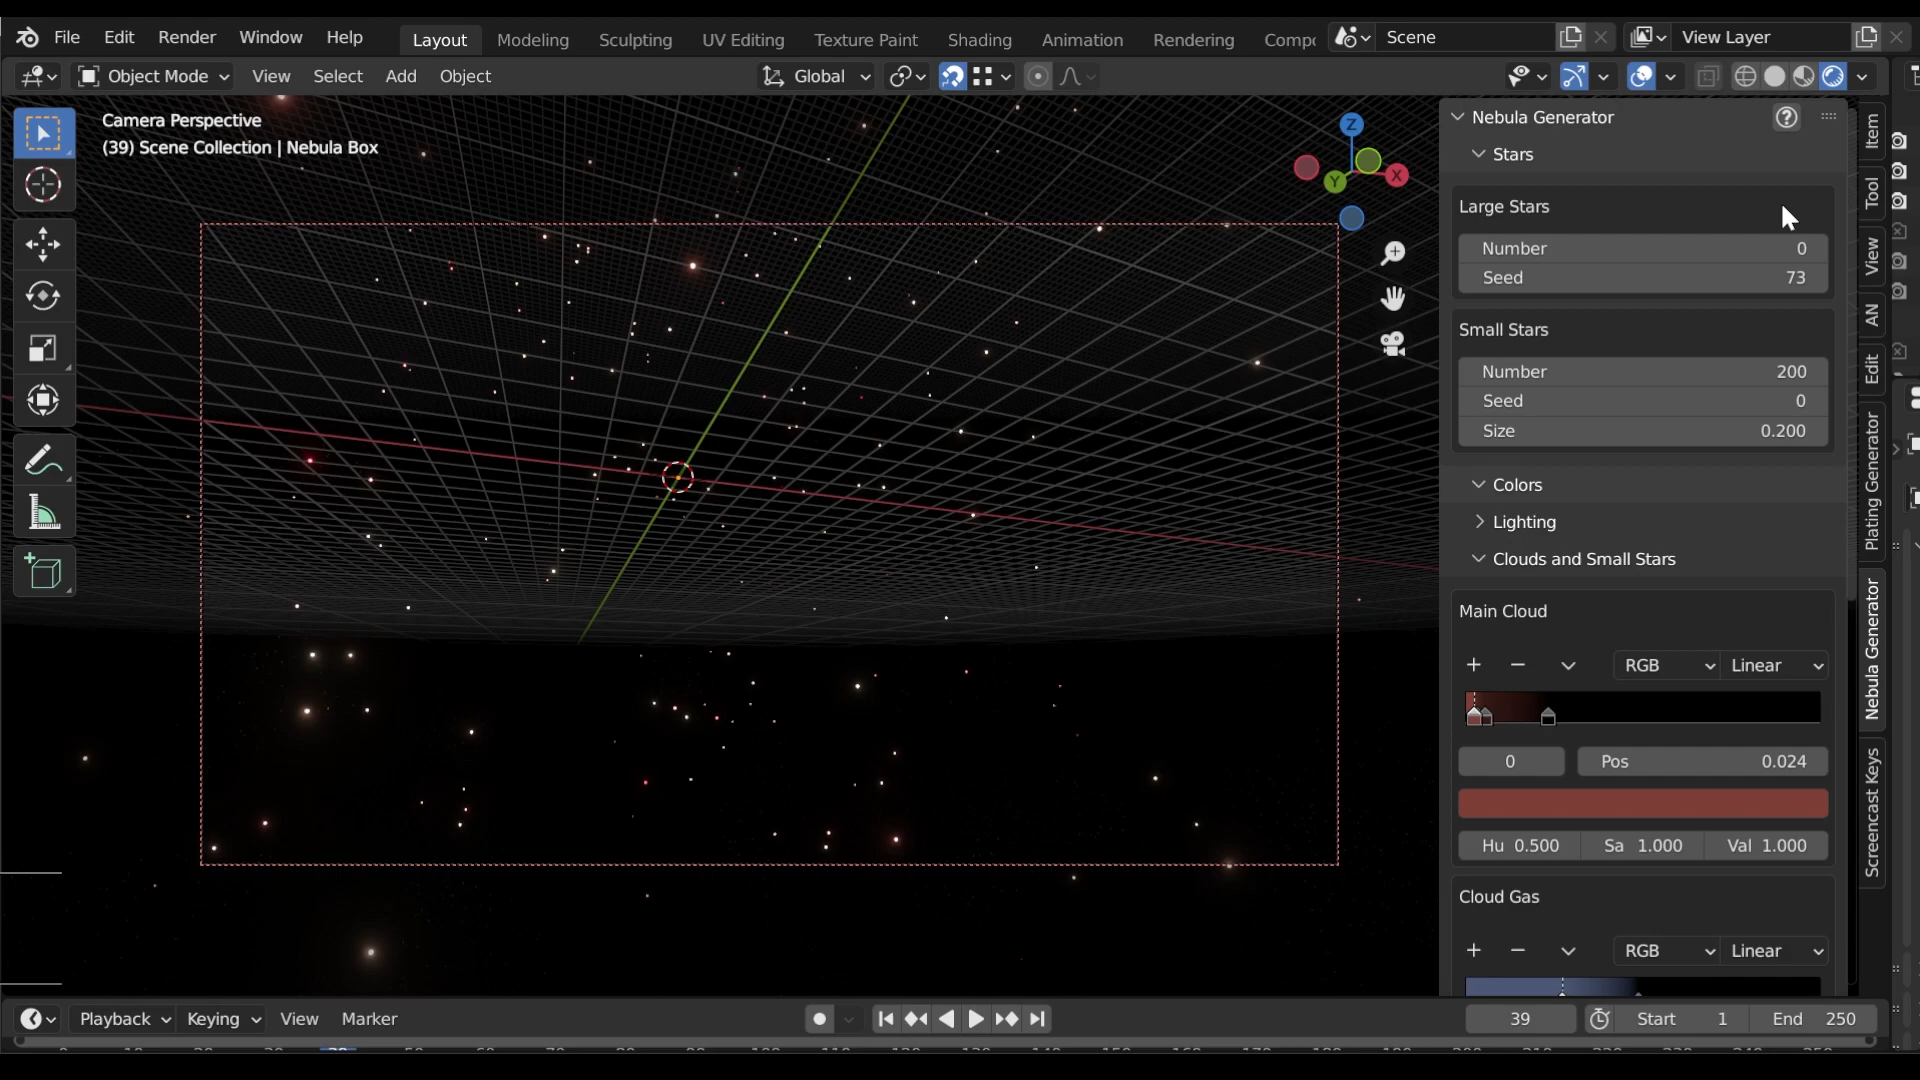 File Edit Render Window Help Layout Modeling Sculpting UV Editing Texture Paint Shading Animation Rendering Scene View Layer
Object Mode View Select Add Object Global
Camera Perspective
(39) Scene Collection | Nebula Box
Z
Y
X
Nebula Generator
Stars
Large Stars
Number 0
Seed 73
Small Stars
Number 200
Seed 0
Size 0.200
Colors
Lighting
Clouds and Small Stars
Main Cloud
RGB Linear
0 Pos 0.024
Hu 0.500 Sa 1.000 Val 1.000
Cloud Gas
RGB Linear
Item
Tool
View
AN
Edit
Plating Generator
Nebula Generator
Screencast Keys
Playback Keying View Marker 39 Start 1 End 250